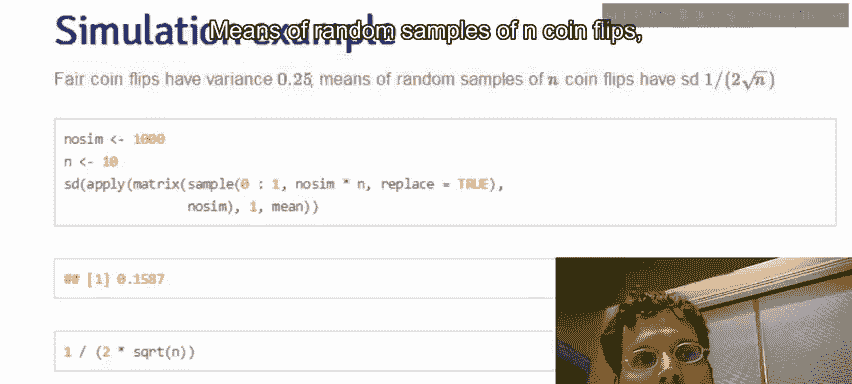 Simulation example
Means of random samples of n coin flips,
Fair coin flips have variance 0.25; means of random samples of n coin flips have sd 1/(2√n)
nosim <- 1000
n <- 10
sd(apply(matrix(sample(0 : 1, nosim * n, replace = TRUE),
nosim), 1, mean))
## [1] 0.1587
1 / (2 * sqrt(n))